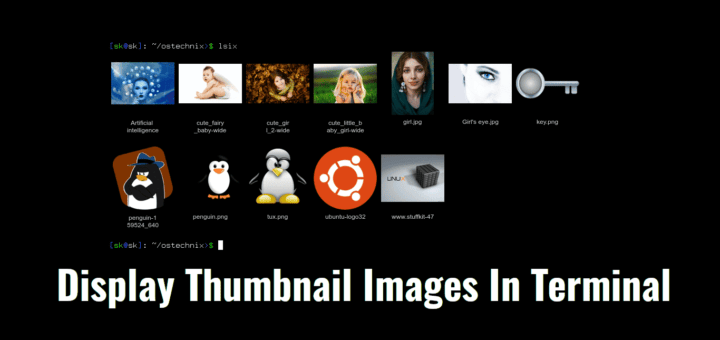 [sk@sk]: ~/ostechnix>$ lsix
Artificial
intelligence
cute_fairy
_baby-wide
cute_gir
l_2-wide
cute_little_b
aby_girl-wide
girl.jpg
Girl's eye.jpg
key.png
penguin-1
59524_640
penguin.png
tux.png
ubuntu-logo32
www.stuffkit-47
[sk@sk]: ~/ostechnix>$
Display Thumbnail Images In Terminal